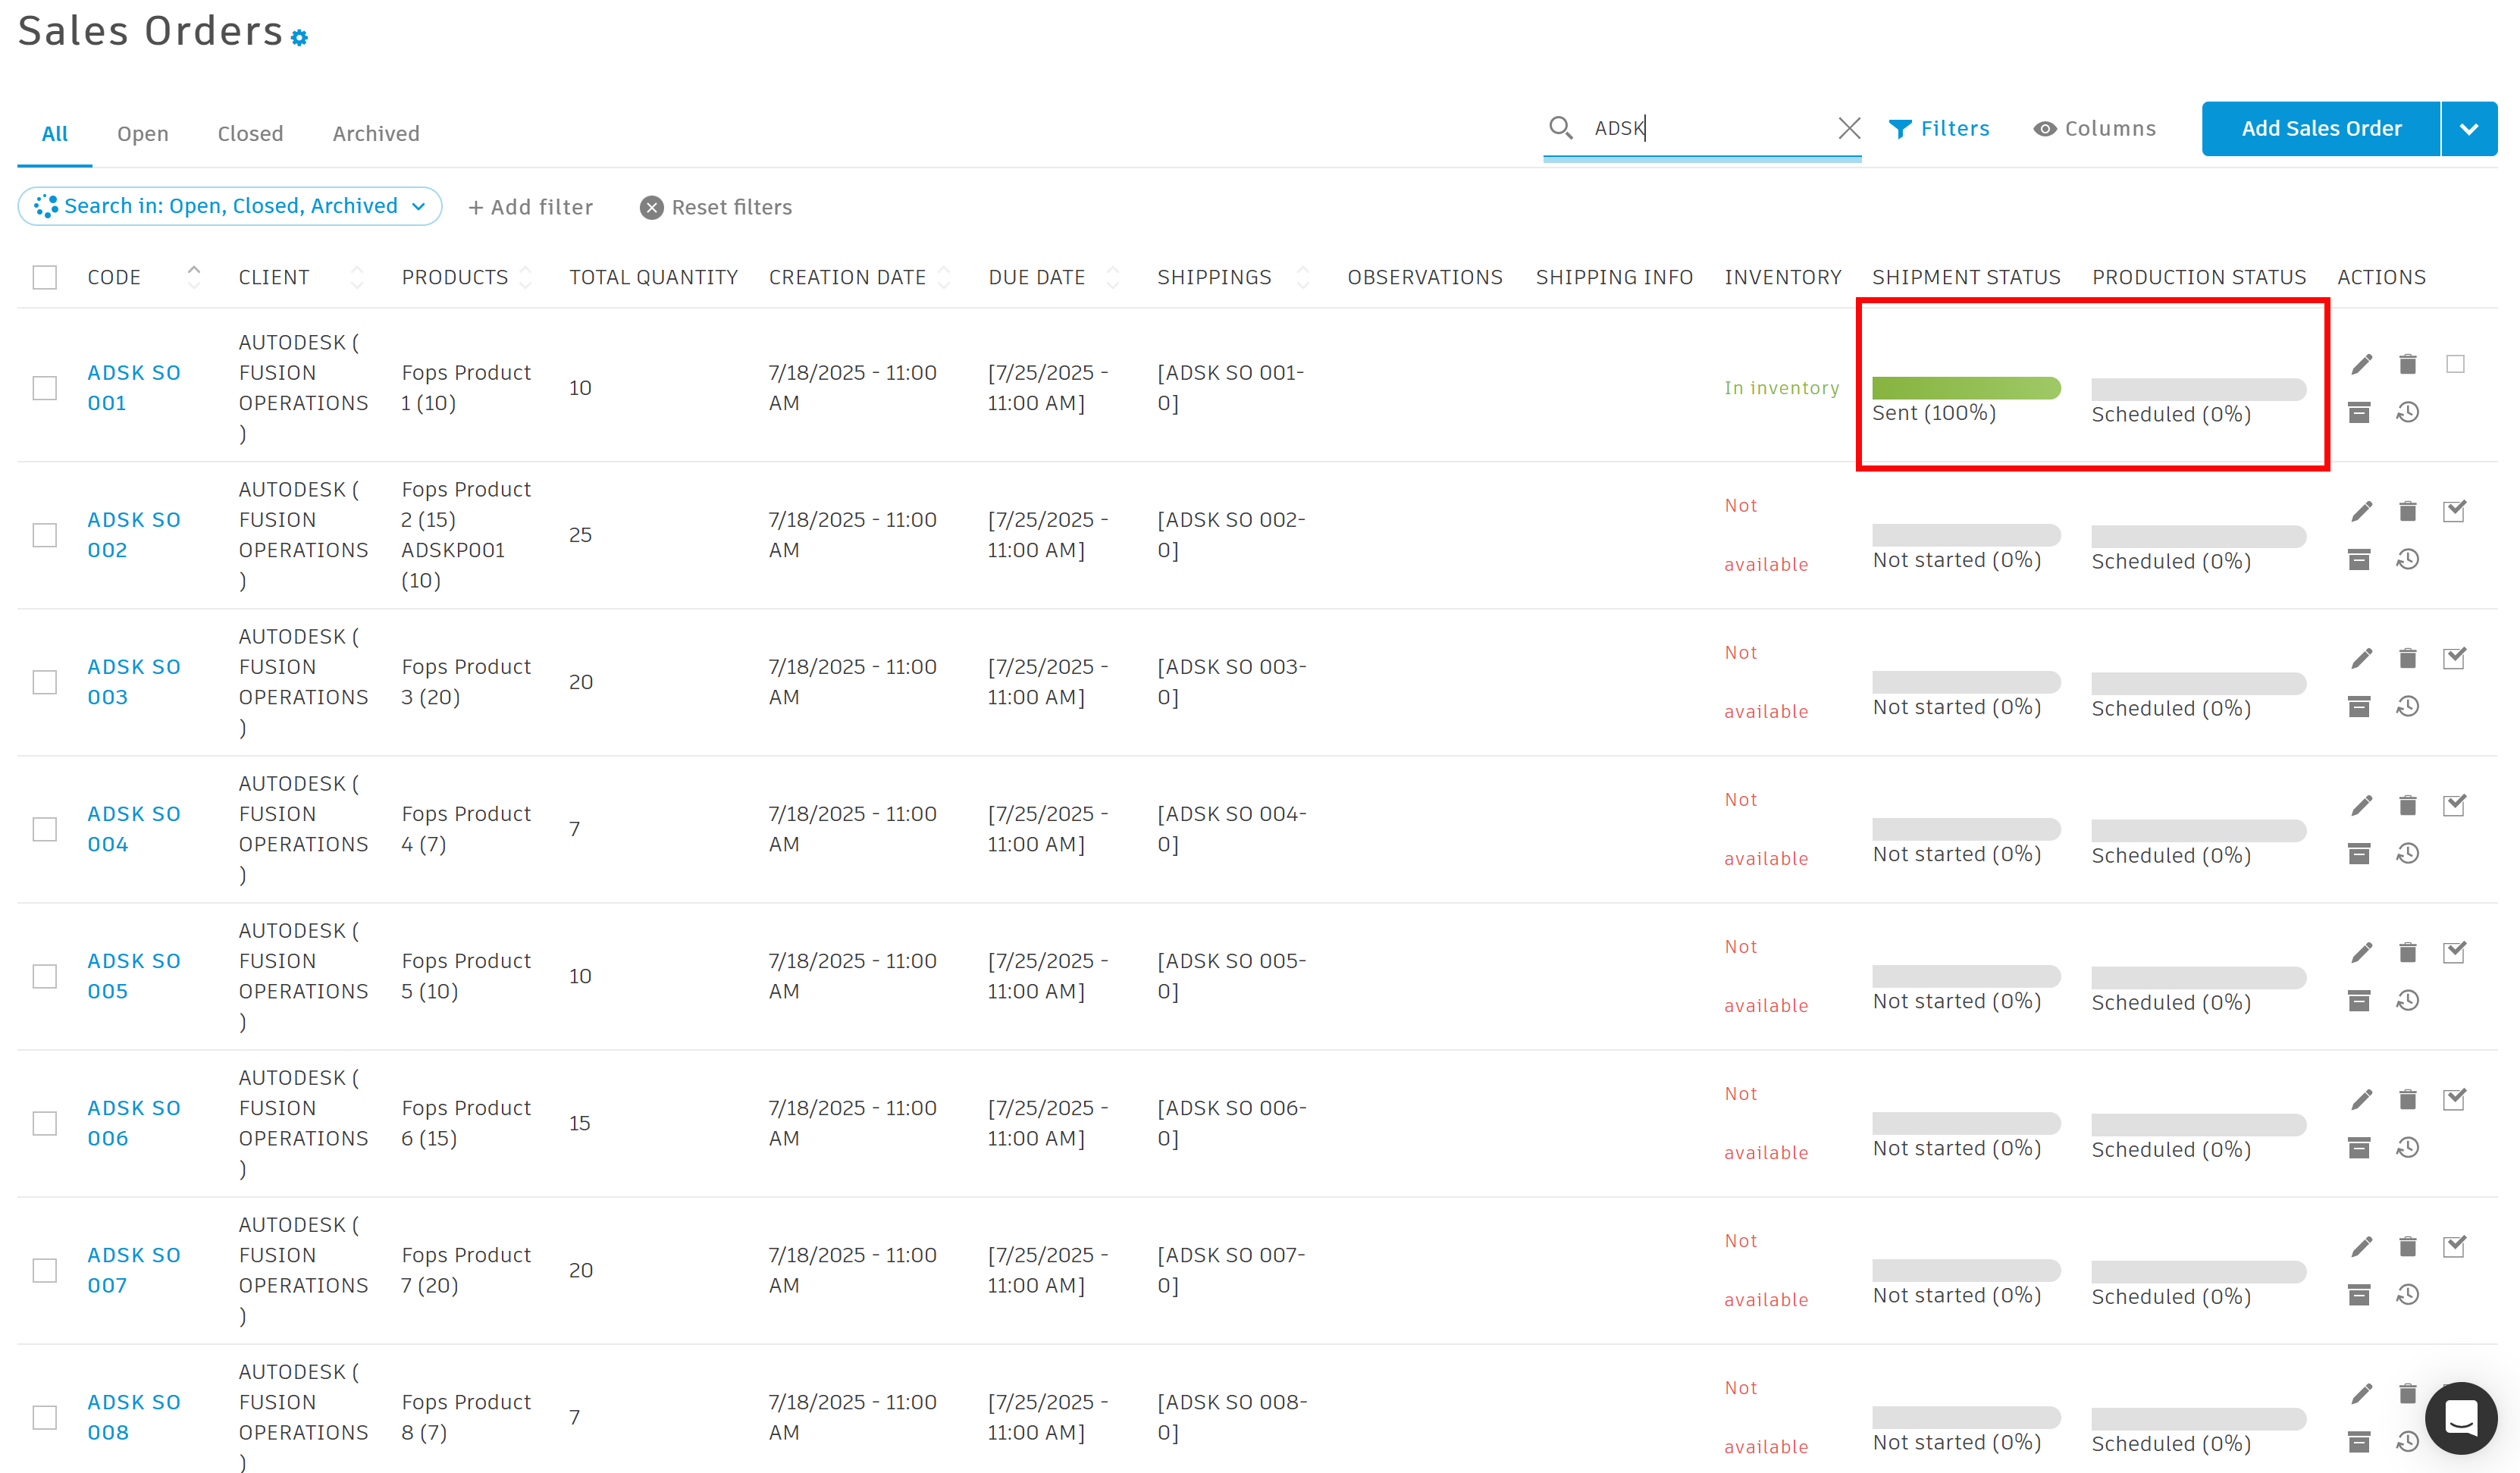 Sales Orders
All Open Closed Archived ADSK Filters Columns Add Sales Order
Search in: Open, Closed, Archived + Add filter Reset filters
CODE CLIENT PRODUCTS TOTAL QUANTITY CREATION DATE DUE DATE SHIPPINGS OBSERVATIONS SHIPPING INFO INVENTORY SHIPMENT STATUS PRODUCTION STATUS ACTIONS
ADSK SO
001
AUTODESK (
FUSION
OPERATIONS
)
Fops Product
1 (10)
10
7/18/2025 - 11:00
AM
[7/25/2025 -
11:00 AM]
[ADSK SO 001-
0]
In inventory
Sent (100%)
Scheduled (0%)
ADSK SO
002
AUTODESK (
FUSION
OPERATIONS
)
Fops Product
2 (15)
ADSKP001
(10)
25
7/18/2025 - 11:00
AM
[7/25/2025 -
11:00 AM]
[ADSK SO 002-
0]
Not
available
Not started (0%)
Scheduled (0%)
ADSK SO
003
AUTODESK (
FUSION
OPERATIONS
)
Fops Product
3 (20)
20
7/18/2025 - 11:00
AM
[7/25/2025 -
11:00 AM]
[ADSK SO 003-
0]
Not
available
Not started (0%)
Scheduled (0%)
ADSK SO
004
AUTODESK (
FUSION
OPERATIONS
)
Fops Product
4 (7)
7
7/18/2025 - 11:00
AM
[7/25/2025 -
11:00 AM]
[ADSK SO 004-
0]
Not
available
Not started (0%)
Scheduled (0%)
ADSK SO
005
AUTODESK (
FUSION
OPERATIONS
)
Fops Product
5 (10)
10
7/18/2025 - 11:00
AM
[7/25/2025 -
11:00 AM]
[ADSK SO 005-
0]
Not
available
Not started (0%)
Scheduled (0%)
ADSK SO
006
AUTODESK (
FUSION
OPERATIONS
)
Fops Product
6 (15)
15
7/18/2025 - 11:00
AM
[7/25/2025 -
11:00 AM]
[ADSK SO 006-
0]
Not
available
Not started (0%)
Scheduled (0%)
ADSK SO
007
AUTODESK (
FUSION
OPERATIONS
)
Fops Product
7 (20)
20
7/18/2025 - 11:00
AM
[7/25/2025 -
11:00 AM]
[ADSK SO 007-
0]
Not
available
Not started (0%)
Scheduled (0%)
ADSK SO
008
AUTODESK (
FUSION
OPERATIONS
)
Fops Product
8 (7)
7
7/18/2025 - 11:00
AM
[7/25/2025 -
11:00 AM]
[ADSK SO 008-
0]
Not
available
Not started (0%)
Scheduled (0%)